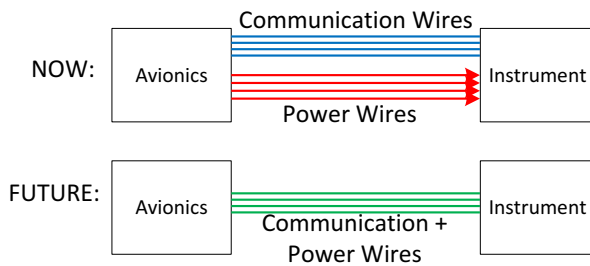 Communication Wires
NOW:
Avionics
Instrument
Power Wires
FUTURE:
Avionics
Instrument
Communication +
Power Wires